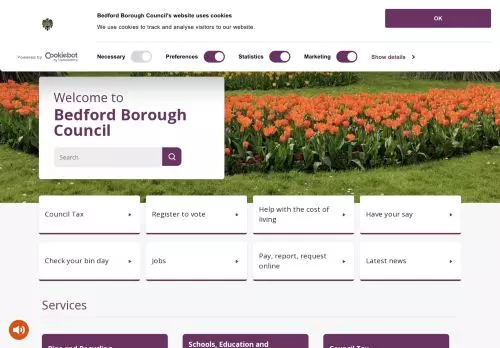 Bedford Borough Council's website uses cookies
We use cookies to track and analyse visitors to our website.
OK
Powered by
Cookiebot
Necessary
Preferences
Statistics
Marketing
Show details
Welcome to
Bedford Borough
Council
Search
Council Tax
Register to vote
Help with the cost of
living
Have your say
Check your bin day
Jobs
Pay, report, request
online
Latest news
Services
Bins and Recycling
Schools, Education and
Council Tax